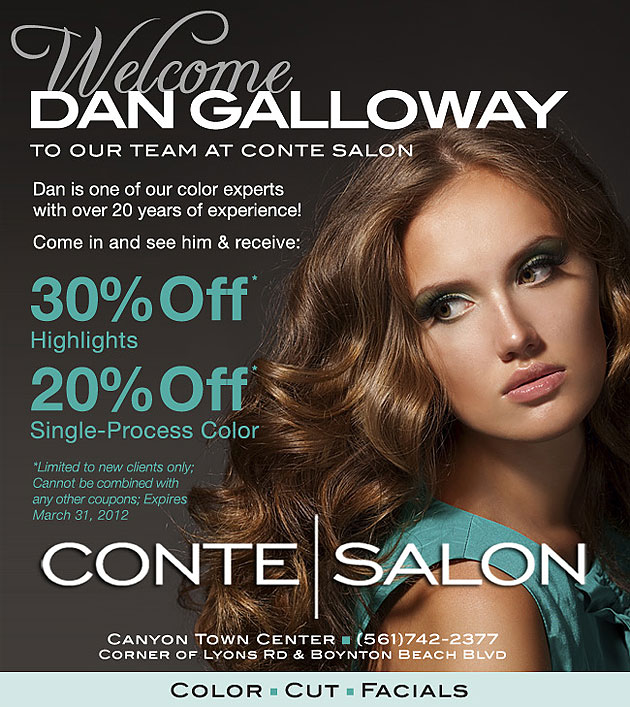 Welcome
DAN GALLOWAY
TO OUR TEAM AT CONTE SALON
Dan is one of our color experts
with over 20 years of experience!
Come in and see him & receive:
30% Off*
Highlights
20% Off*
Single-Process Color
*Limited to new clients only;
Cannot be combined with
any other coupons; Expires
March 31, 2012
CONTE | SALON
CANYON TOWN CENTER ▪ (561)742-2377
CORNER OF LYONS RD & BOYNTON BEACH BLVD
COLOR ▪ CUT ▪ FACIALS